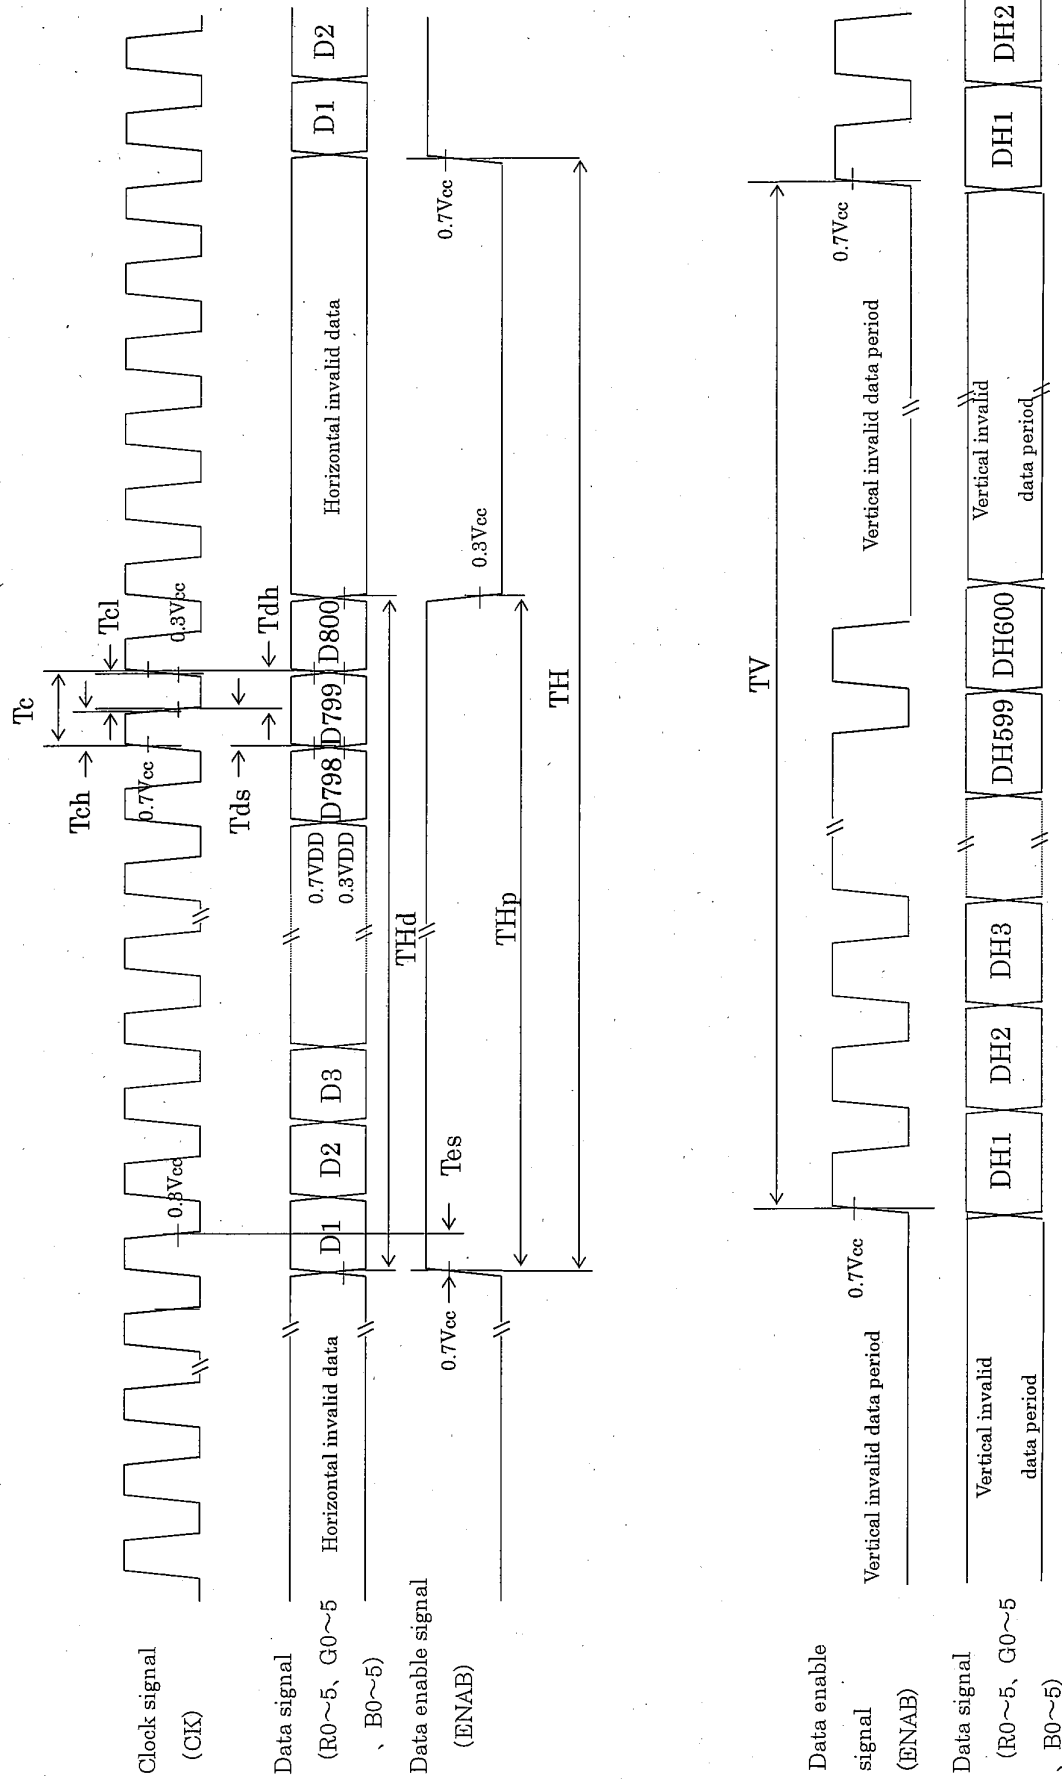 Clock signal
(CK)
Tc
Tch
Tcl
0.7Vcc
0.3Vcc
0.3Vcc
Tds
Tdh
Data signal
(R0～5、G0～5
、B0～5)
Horizontal invalid data
D1
D2
D3
0.7VDD
0.3VDD
D798
D799
D800
Horizontal invalid data
D1
D2
THd
Data enable signal
(ENAB)
0.7Vcc
Tes
0.3Vcc
0.7Vcc
THp
TH
TV
Data enable
signal
(ENAB)
Vertical invalid data period
0.7Vcc
Vertical invalid data period
0.7Vcc
Data signal
(R0～5、G0～5
、B0～5)
Vertical invalid
data period
DH1
DH2
DH3
DH599
DH600
Vertical invalid
data period
DH1
DH2